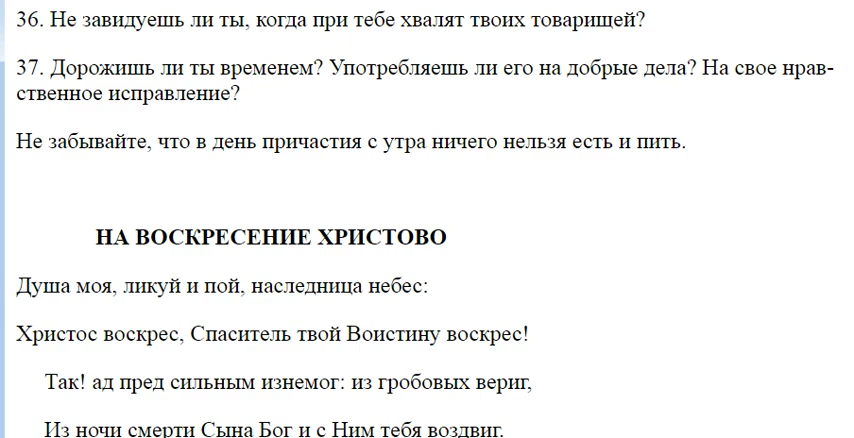 36. Не завидуешь ли ты, когда при тебе хвалят твоих товарищей?
37. Дорожишь ли ты временем? Употребляешь ли его на добрые дела? На свое нрав-
ственное исправление?
Не забывайте, что в день причастия с утра ничего нельзя есть и пить.
НА ВОСКРЕСЕНИЕ ХРИСТОВО
Душа моя, ликуй и пой, наследница небес:
Христос воскрес, Спаситель твой Воистину воскрес!
Так! ад пред сильным изнемог: из гробовых вериг,
Из ночи смерти Сына Бог и с Ним тебя воздвиг.